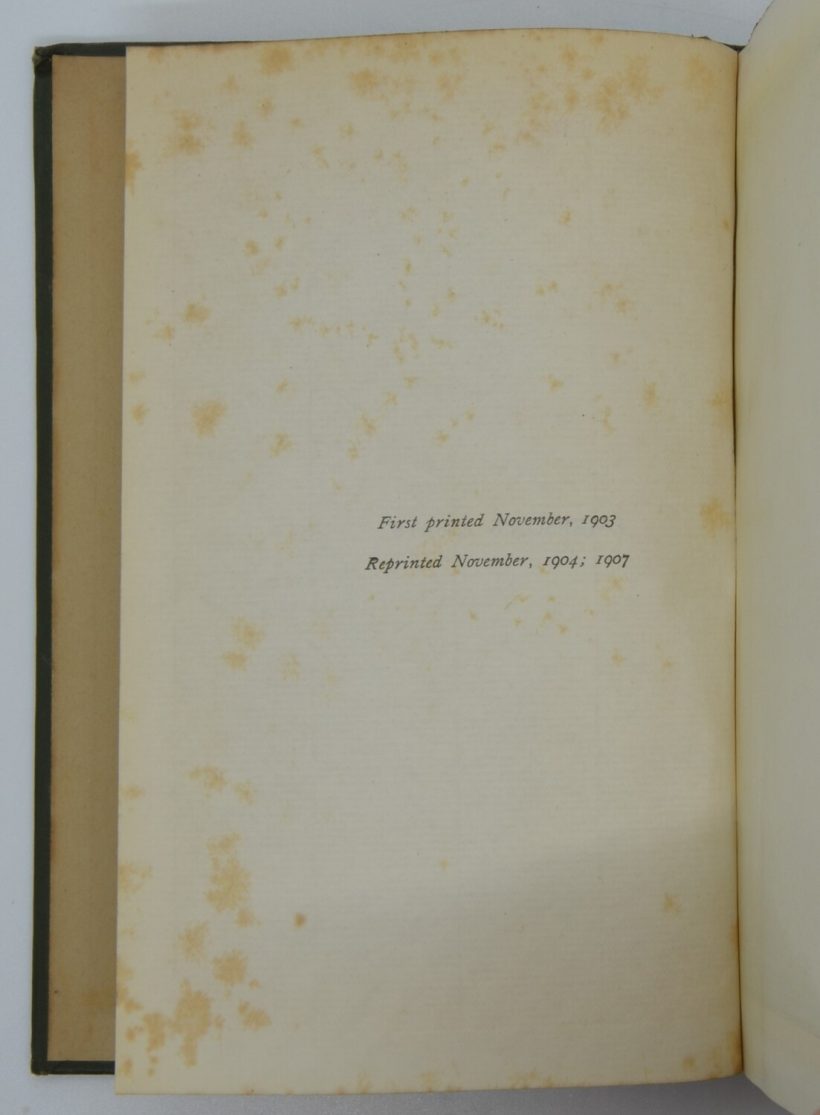 First printed November, 1903
Reprinted November, 1904; 1907